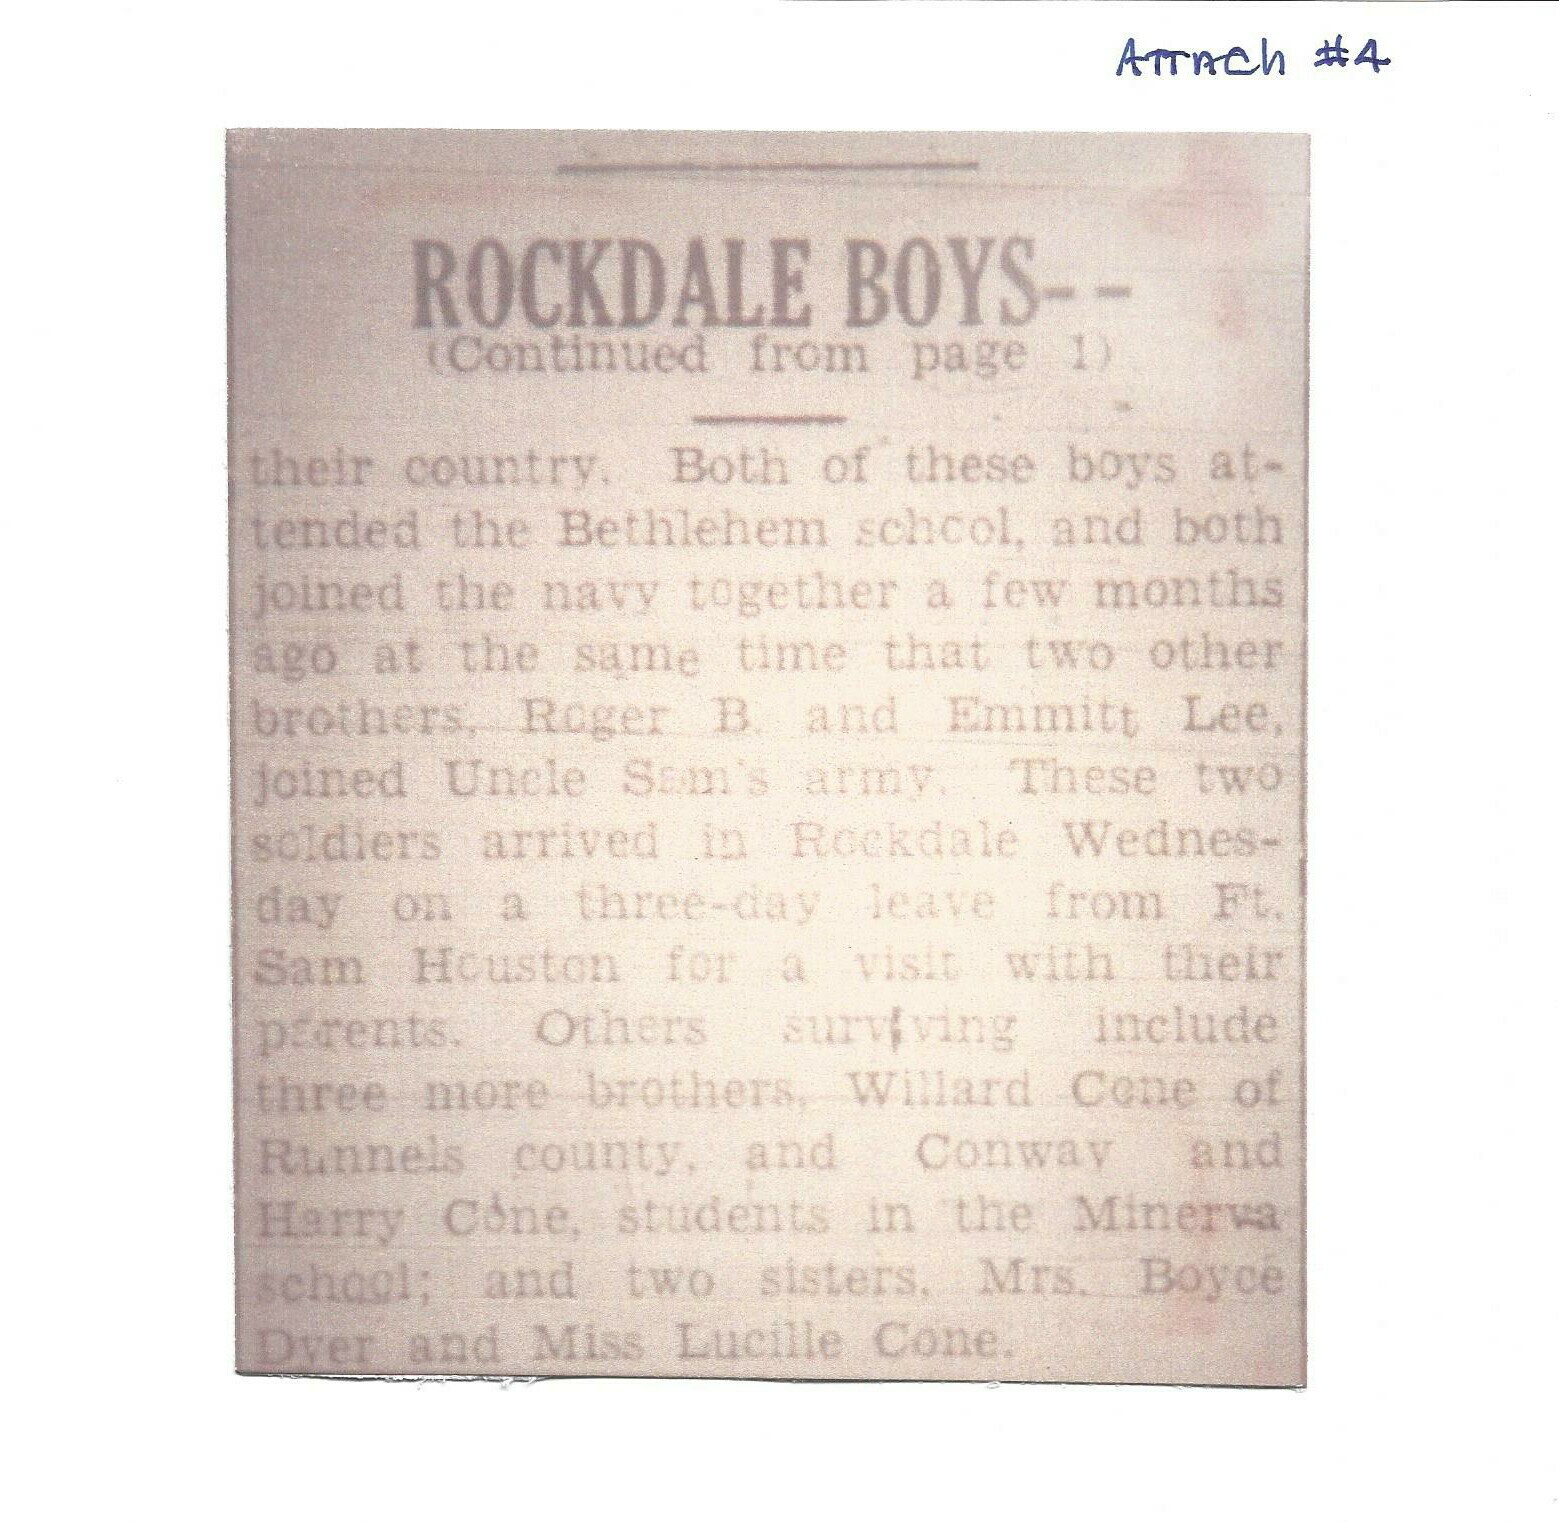 ATTACh #4
ROCKDALE BOYS--
(Continued from page 1)
their country. Both of these boys at-
tended the Bethlehem school, and both
joined the navy together a few months
ago at the same time that two other
brothers, Roger B. and Emmitt Lee,
joined Uncle Sam's army. These two
soldiers arrived in Rockdale Wednes-
day on a three-day leave from Ft.
Sam Houston for a visit with their
parents. Others surviving include
three more brothers, Willard Cone of
Runnels county, and Conway and
Harry Cone, students in the Minerva
school; and two sisters, Mrs. Boyce
Dyer and Miss Lucille Cone.